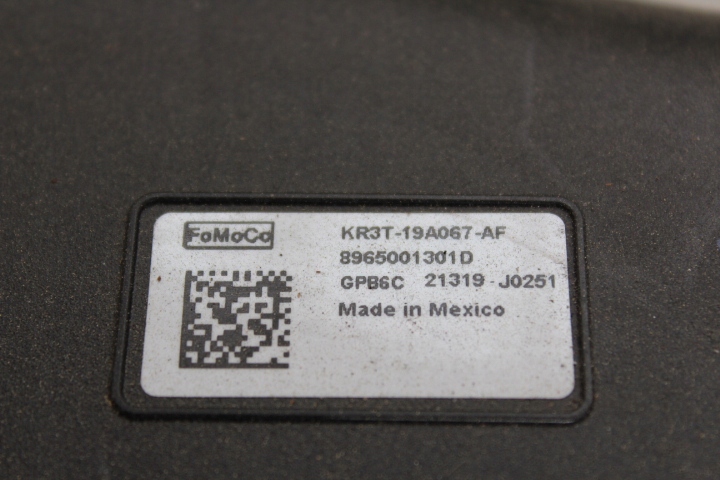 FoMoCo
KR3T-19A067-AF
8965001301D
GPB6C 21319 - J0251
Made in Mexico